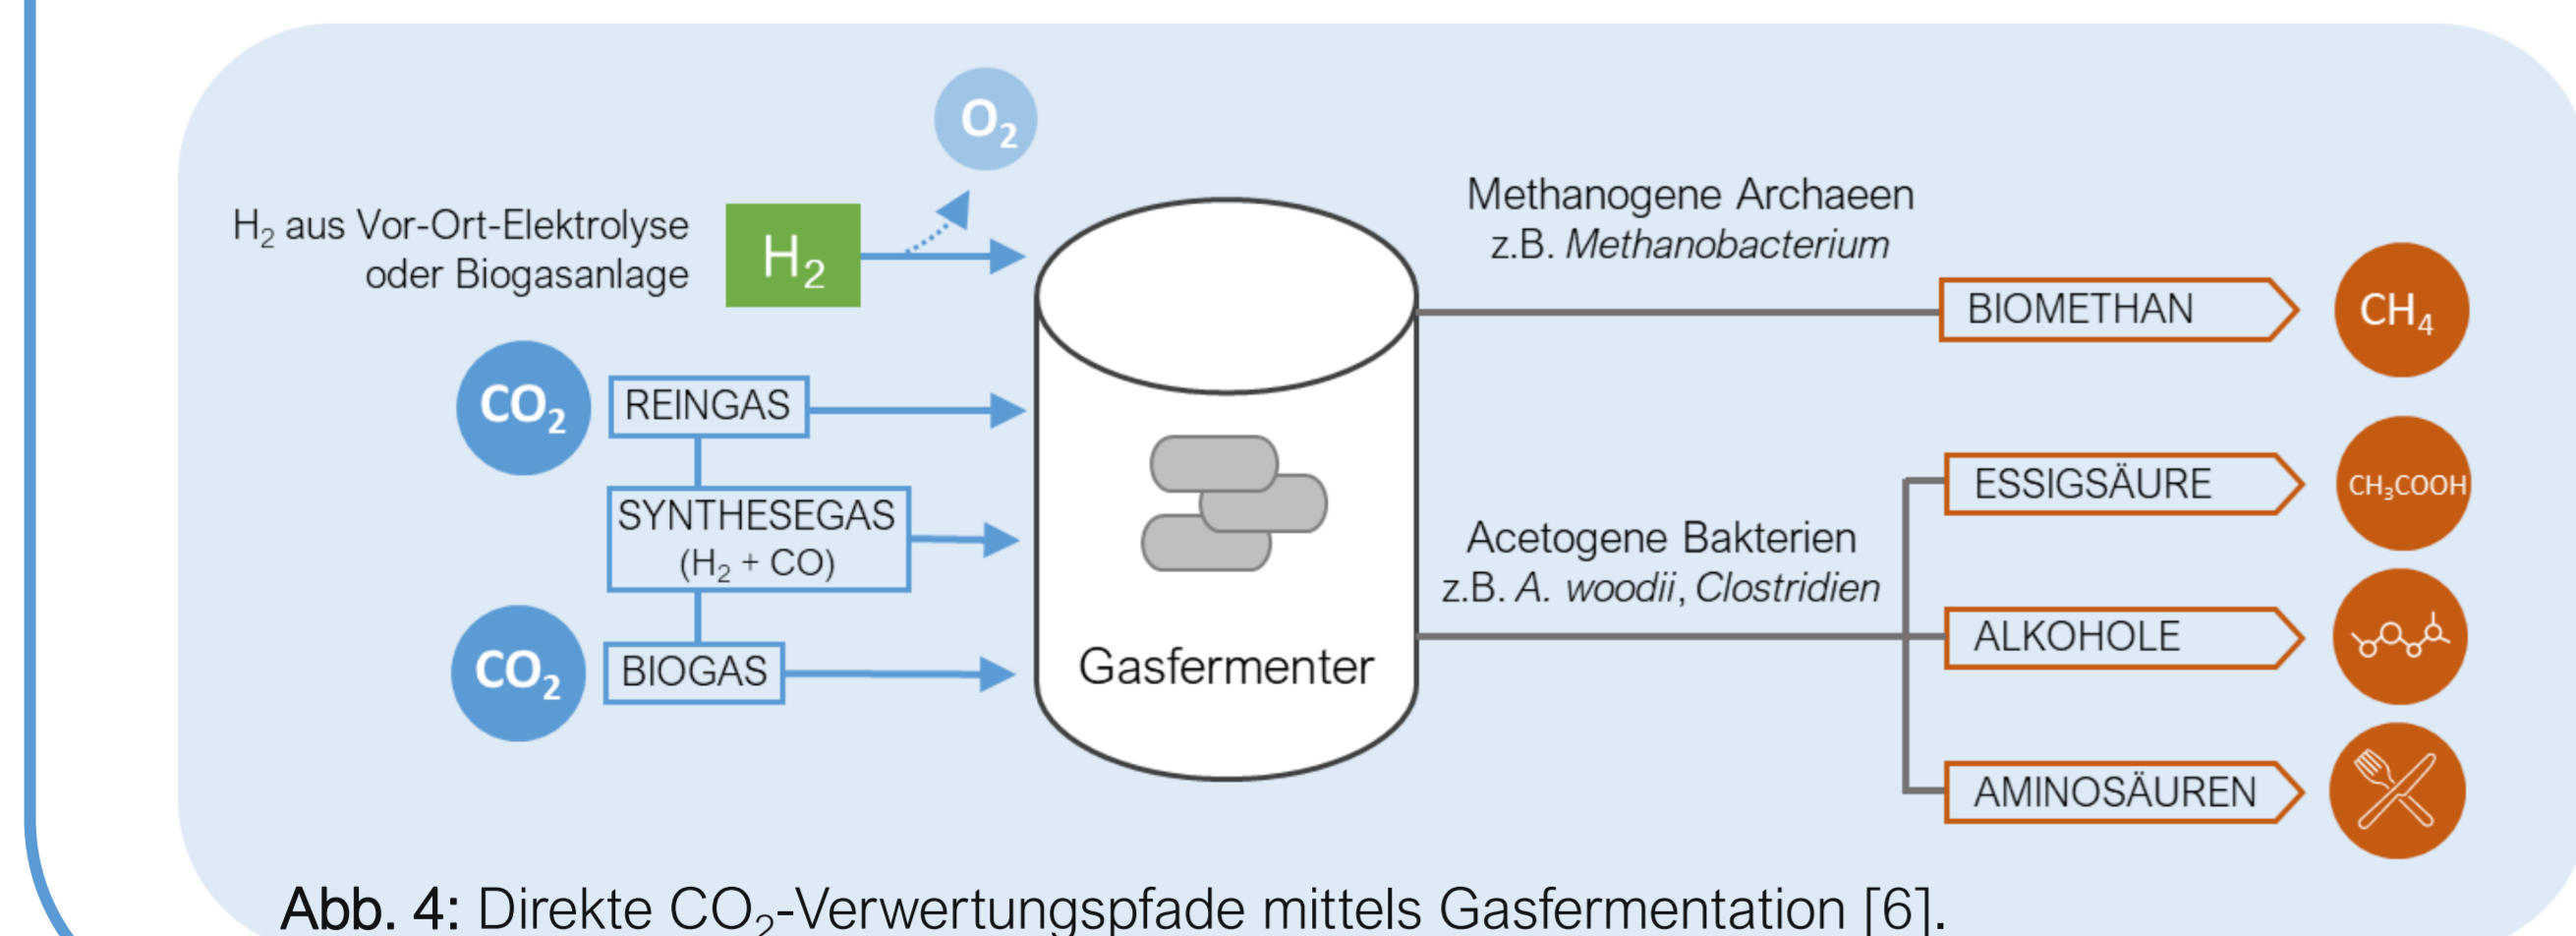 O₂
H₂ aus Vor-Ort-Elektrolyse
oder Biogasanlage
H₂
CO₂
REINGAS
SYNTHESEGAS
(H₂ + CO)
CO₂
BIOGAS
Gasfermenter
Methanogene Archaeen
z.B. Methanobacterium
BIOMETHAN
CH₄
Acetogene Bakterien
z.B. A. woodii, Clostridien
ESSIGSÄURE
CH₃COOH
ALKOHOLE
AMINOSÄUREN
Abb. 4: Direkte CO₂-Verwertungspfade mittels Gasfermentation [6].